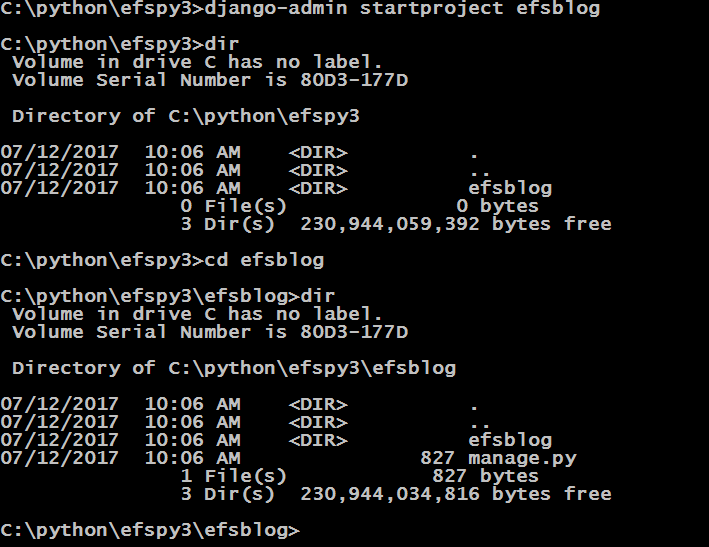 C:\python\efspy3>django-admin startproject efsblog
C:\python\efspy3>dir
 Volume in drive C has no label.
 Volume Serial Number is 80D3-177D
 Directory of C:\python\efspy3
07/12/2017  10:06 AM    <DIR>          .
07/12/2017  10:06 AM    <DIR>          ..
07/12/2017  10:06 AM    <DIR>          efsblog
               0 File(s)              0 bytes
               3 Dir(s)  230,944,059,392 bytes free
C:\python\efspy3>cd efsblog
C:\python\efspy3\efsblog>dir
 Volume in drive C has no label.
 Volume Serial Number is 80D3-177D
 Directory of C:\python\efspy3\efsblog
07/12/2017  10:06 AM    <DIR>          .
07/12/2017  10:06 AM    <DIR>          ..
07/12/2017  10:06 AM    <DIR>          efsblog
07/12/2017  10:06 AM               827 manage.py
               1 File(s)            827 bytes
               3 Dir(s)  230,944,034,816 bytes free
C:\python\efspy3\efsblog>